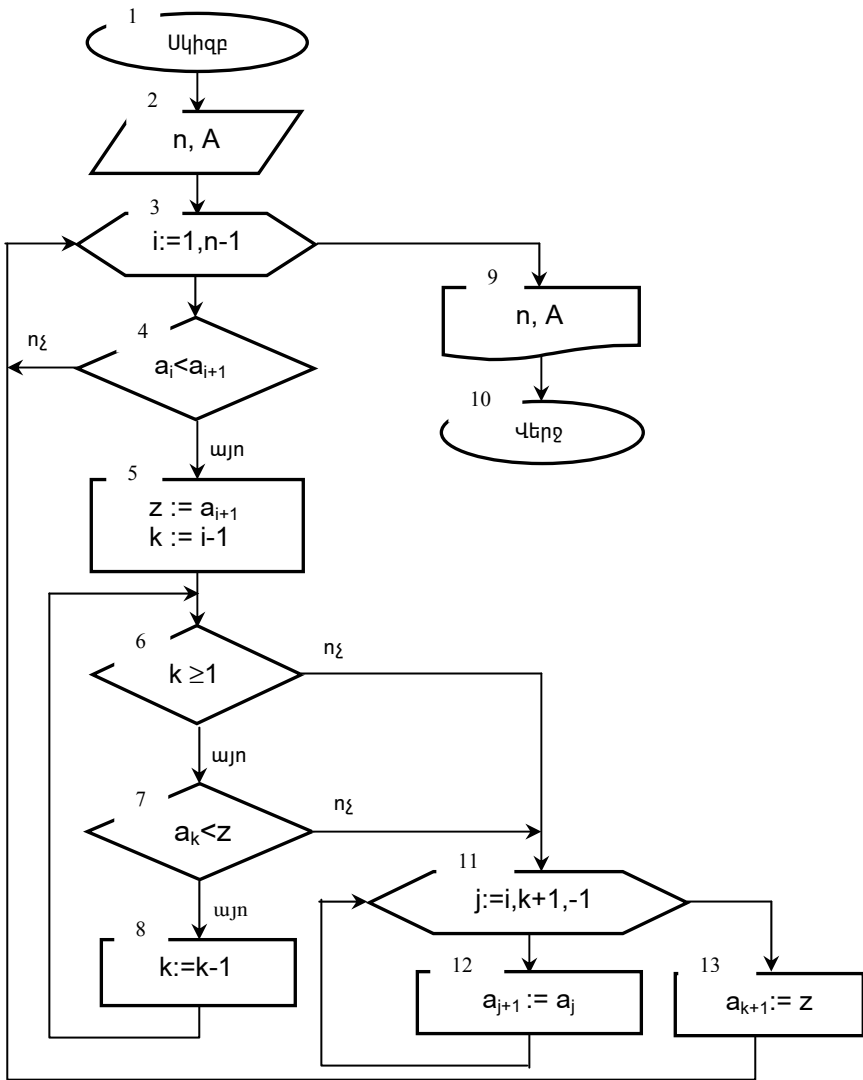 1
Սկիզբ
2
n, A
3
i:=1,n-1
4
ոչ
aᵢ<aᵢ₊₁
այո
5
z := aᵢ₊₁
k := i-1
6
ոչ
k ≥1
այո
7
ոչ
aₖ<z
այո
8
k:=k-1
9
n, A
10
Վերջ
11
j:=i,k+1,-1
12
aⱼ₊₁ := aⱼ
13
aₖ₊₁:= z